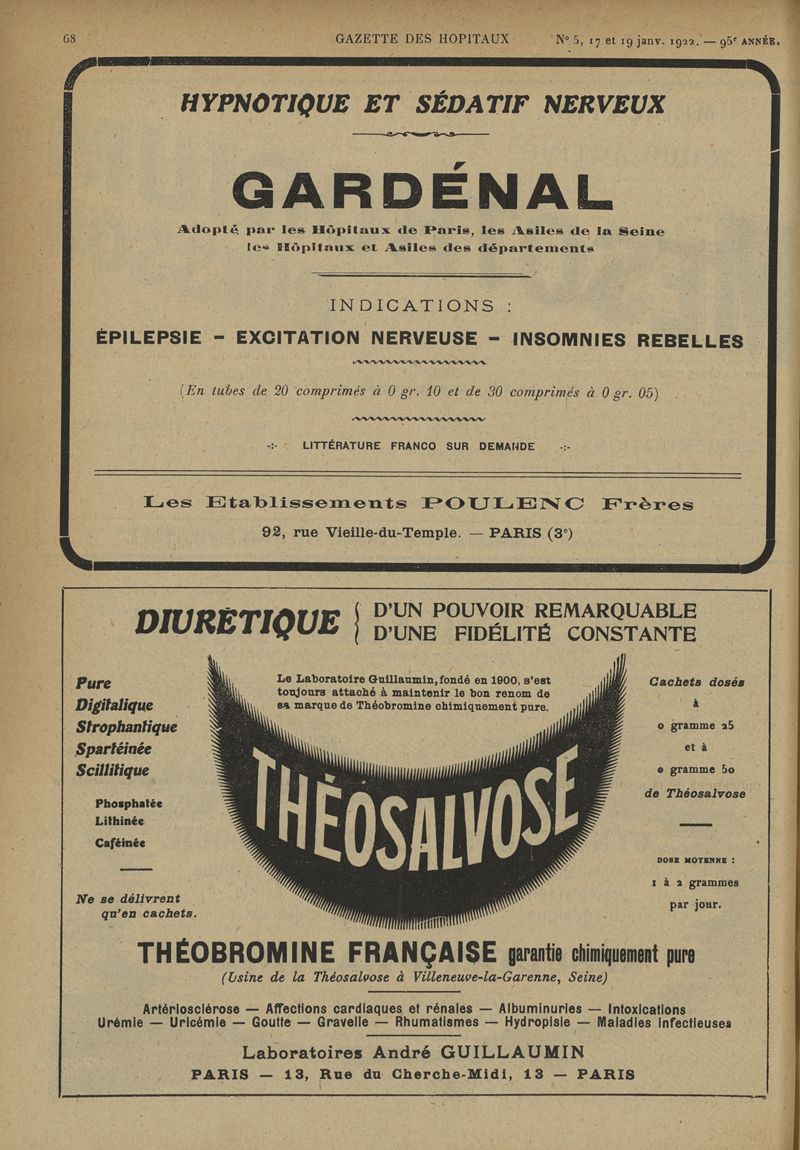 68 GAZETTE DES HOPITAUX N° 5, 17 et 19 janv. 1922. — 95e ANNÉE.
HYPNOTIQUE ET SÉDATIF NERVEUX
GARDÉNAL
Adopté par les Hôpitaux de Paris, les Asiles de la Seine
les Hôpitaux et Asiles des départements
INDICATIONS :
ÉPILEPSIE - EXCITATION NERVEUSE - INSOMNIES REBELLES
(En tubes de 20 comprimés à 0 gr. 10 et de 30 comprimés à 0 gr. 05)
-:- LITTÉRATURE FRANCO SUR DEMANDE -:-
Les Etablissements POULENC Frères
92, rue Vieille-du-Temple. — PARIS (3e)
DIURÉTIQUE { D'UN POUVOIR REMARQUABLE
D'UNE FIDÉLITÉ CONSTANTE
Le Laboratoire Guillaumin, fondé en 1900, s'est
toujours attaché à maintenir le bon renom de
sa marque de Théobromine chimiquement pure.
Pure
Digitalique
Strophantique
Spartéinée
Scillitique
Phosphatée
Lithinée
Caféinée
Ne se délivrent
qu'en cachets.
THÉOSALVOSE
Cachets dosés
à
0 gramme 25
et à
0 gramme 50
de Théosalvose
DOSE MOYENNE :
1 à 2 grammes
par jour.
THÉOBROMINE FRANÇAISE garantie chimiquement pure
(Usine de la Théosalvose à Villeneuve-la-Garenne, Seine)
Artériosclérose — Affections cardiaques et rénales — Albuminuries — Intoxications
Urémie — Uricémie — Goutte — Gravelle — Rhumatismes — Hydropisie — Maladies infectieuses
Laboratoires André GUILLAUMIN
PARIS — 13, Rue du Cherche-Midi, 13 — PARIS